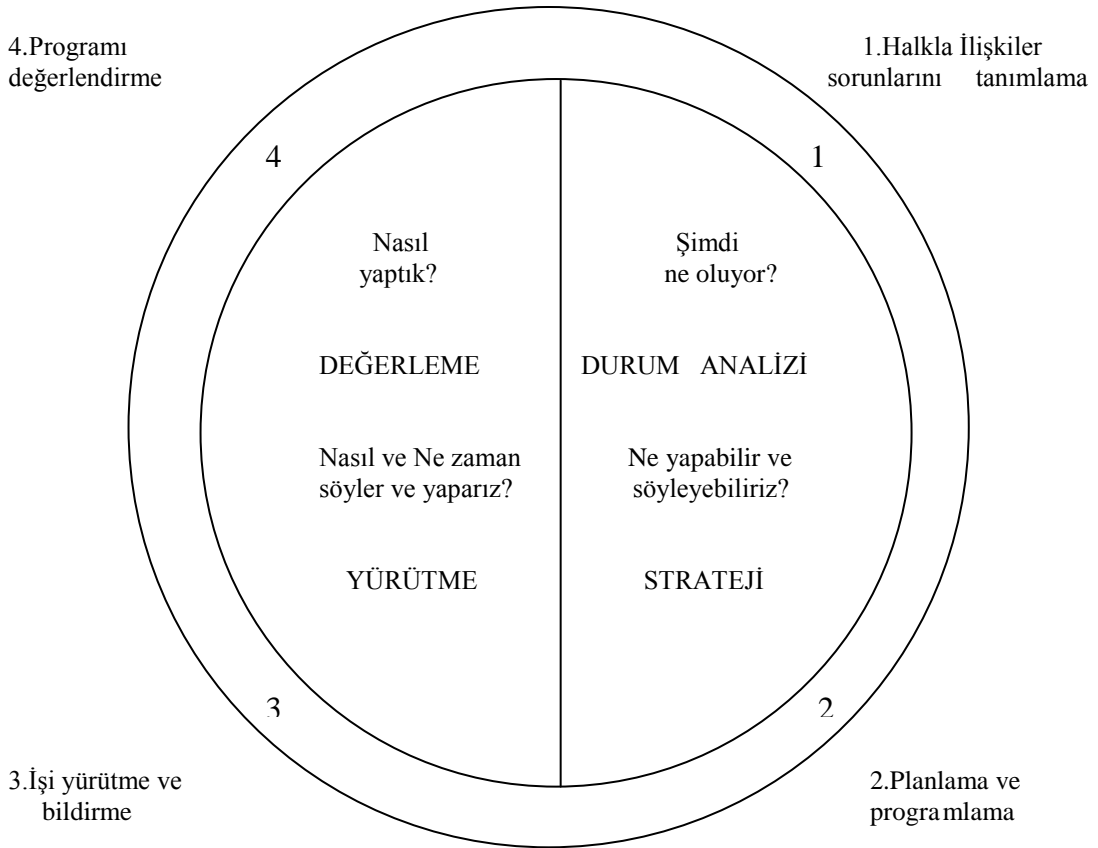 4.Programı
değerlendirme
1.Halkla İlişkiler
sorunlarını tanımlama
4
1
Nasıl
yaptık?
Şimdi
ne oluyor?
DEĞERLEME
DURUM ANALİZİ
Nasıl ve Ne zaman
söyler ve yaparız?
Ne yapabilir ve
söyleyebiliriz?
YÜRÜTME
STRATEJİ
3
2
3.İşi yürütme ve
bildirme
2.Planlama ve
programlama